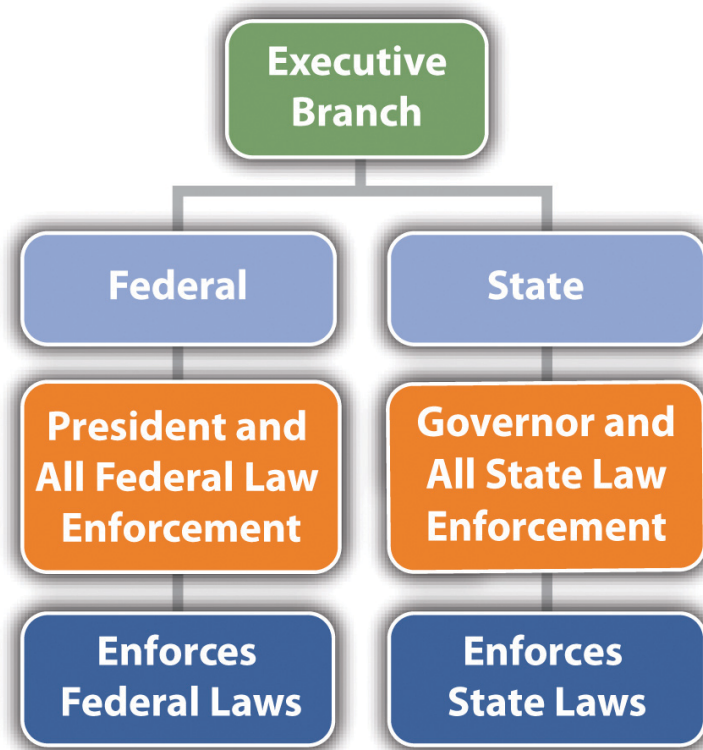 Executive
Branch
Federal
State
President and
All Federal Law
Enforcement
Governor and
All State Law
Enforcement
Enforces
Federal Laws
Enforces
State Laws